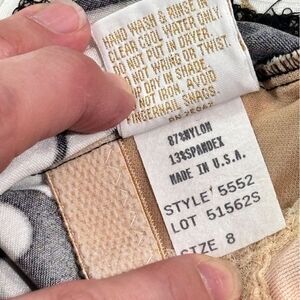 HAND WASH & RINSE IN
CLEAR COOL WATER ONLY.
DO NOT PUT IN DRYER.
DO NOT WRING OR TWIST.
DRIP DRY IN SHADE.
DO NOT IRON. AVOID
FINGERNAIL SNAGS.
87%NYLON
13%SPANDEX
MADE IN U.S.A.
STYLE 5552
LOT 51562S
SIZE 8